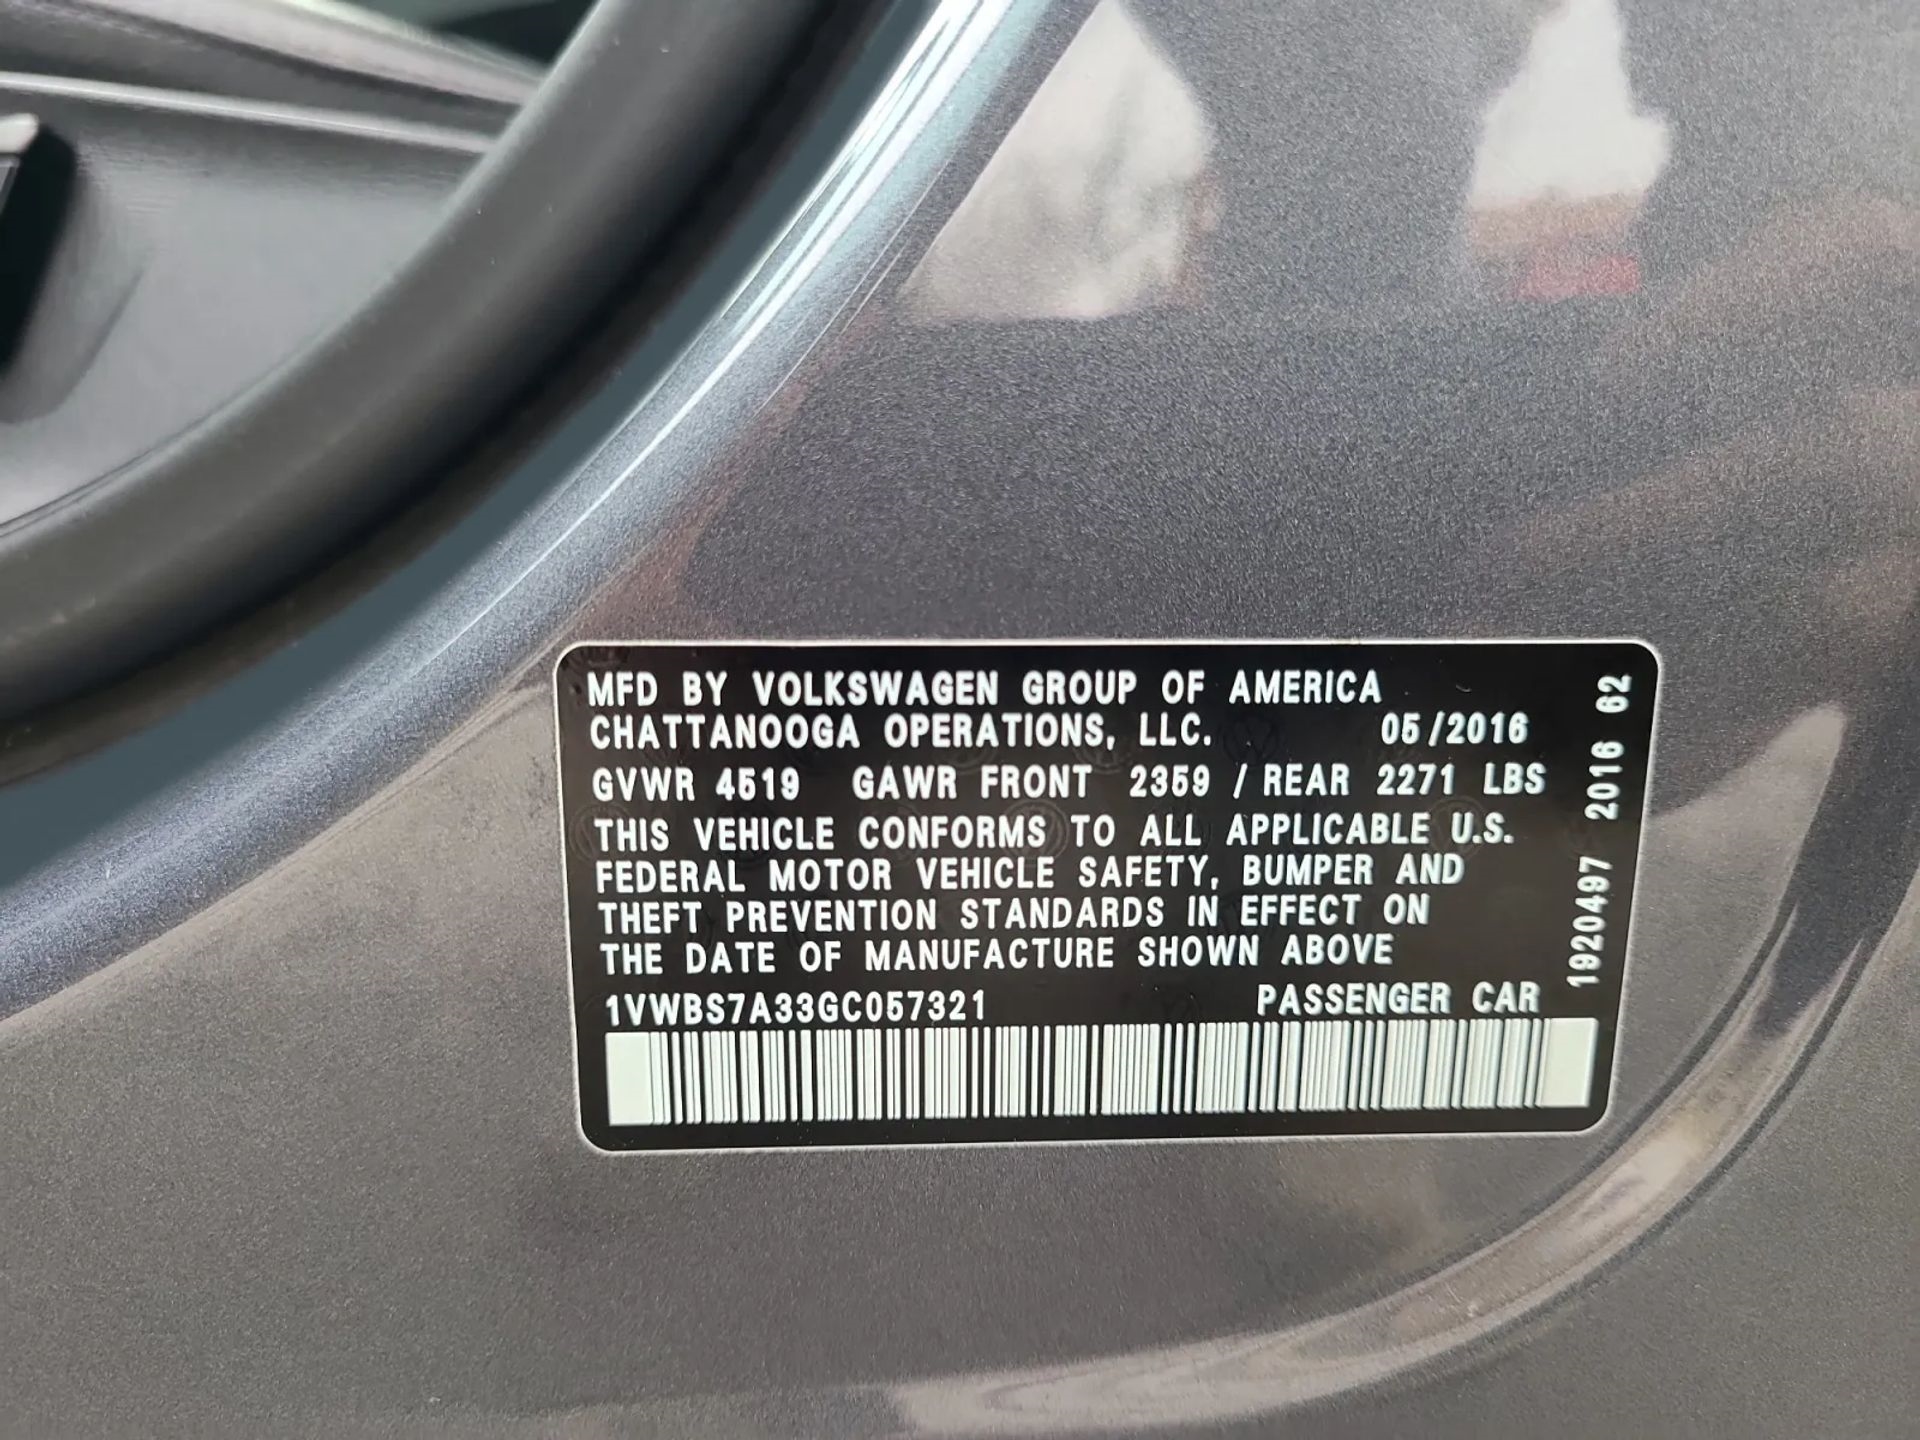 MFD BY VOLKSWAGEN GROUP OF AMERICA
CHATTANOOGA OPERATIONS, LLC. 05/2016
GVWR 4519 GAWR FRONT 2359 / REAR 2271 LBS
THIS VEHICLE CONFORMS TO ALL APPLICABLE U.S.
FEDERAL MOTOR VEHICLE SAFETY, BUMPER AND
THEFT PREVENTION STANDARDS IN EFFECT ON
THE DATE OF MANUFACTURE SHOWN ABOVE
1VWBS7A33GC057321 PASSENGER CAR
1920497 2016 62